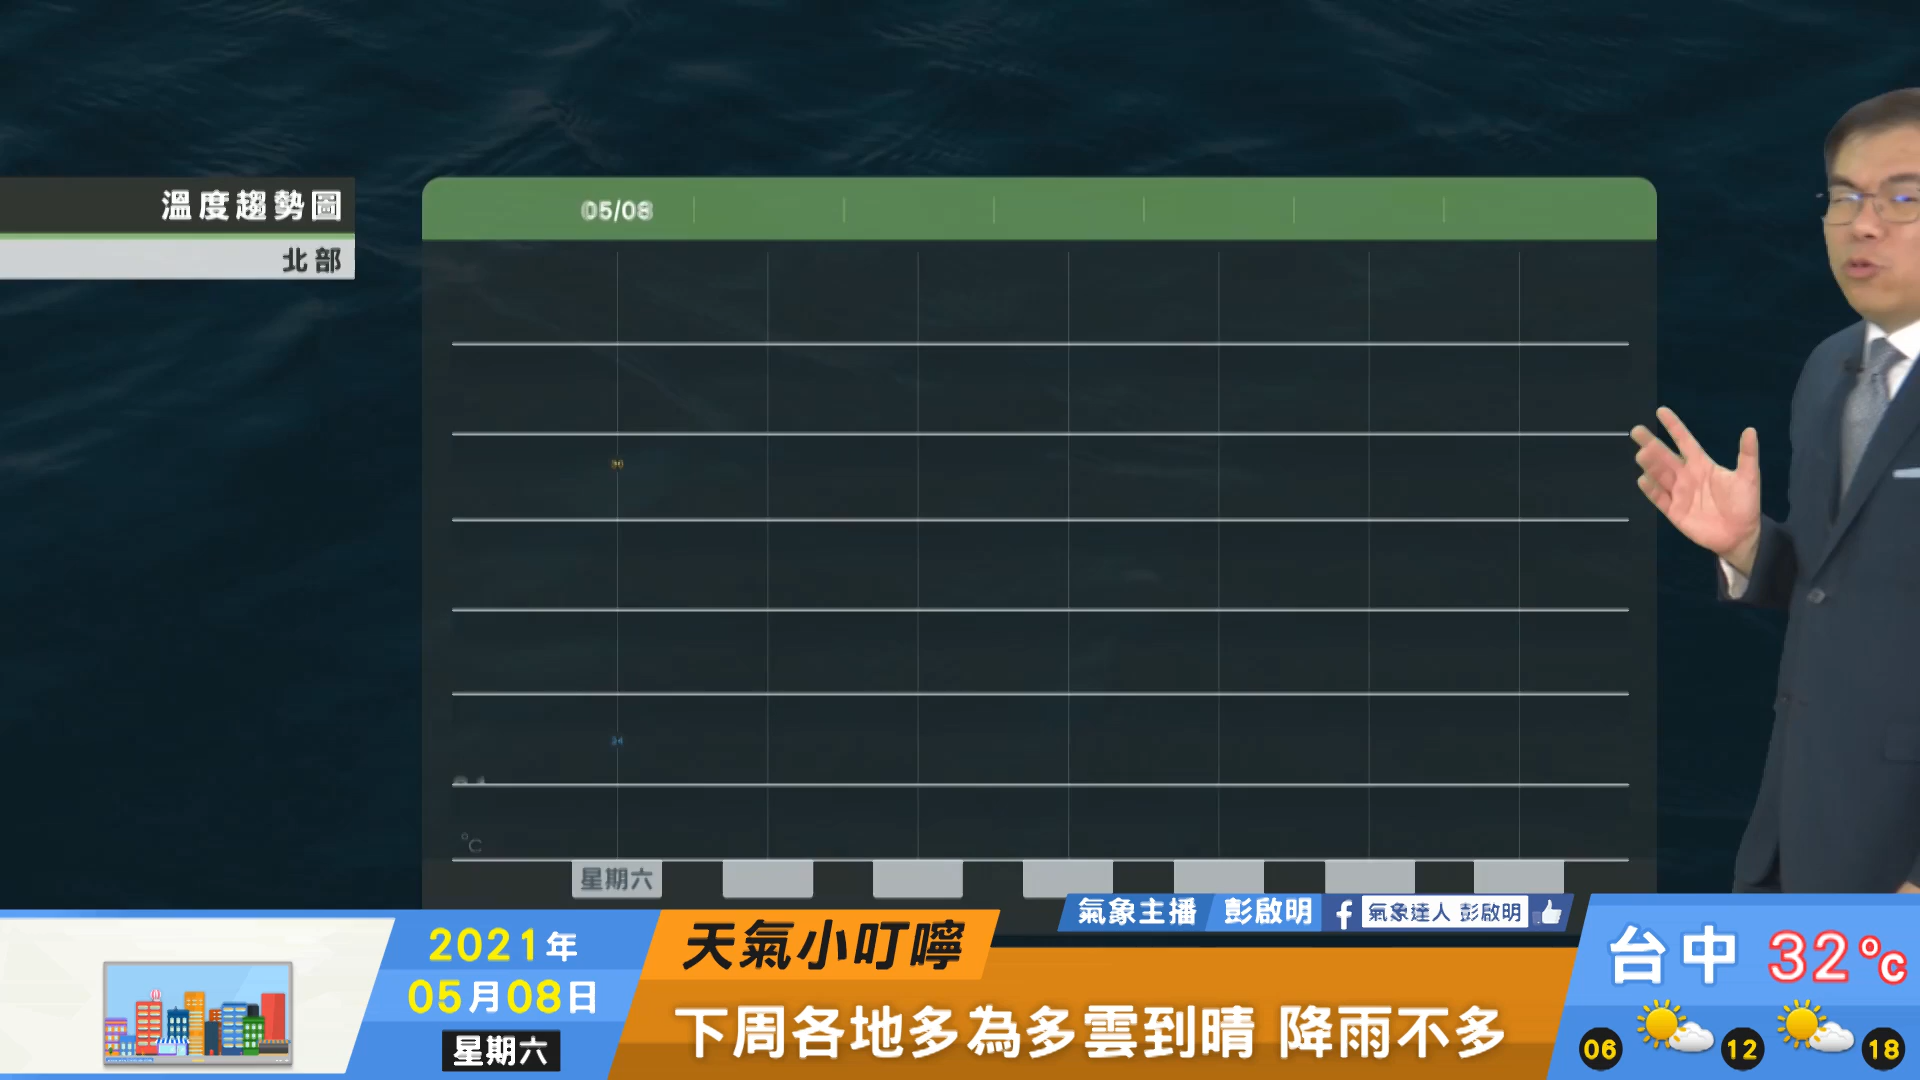 溫度趨勢圖
北部
05/08
°C
星期六
氣象主播 彭啟明 氣象達人 彭啟明
2021年
05月08日
星期六
天氣小叮嚀
下周各地多為多雲到晴 降雨不多
台中 32°C
06 12 18